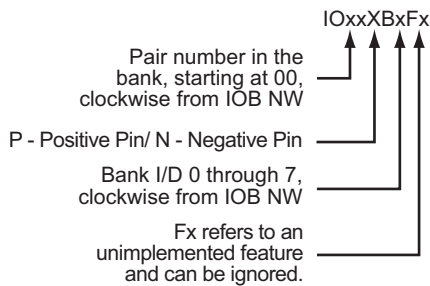 IOxxXBxFx
Pair number in the
bank, starting at 00,
clockwise from IOB NW
P - Positive Pin/ N - Negative Pin
Bank I/D 0 through 7,
clockwise from IOB NW
Fx refers to an
unimplemented feature
and can be ignored.